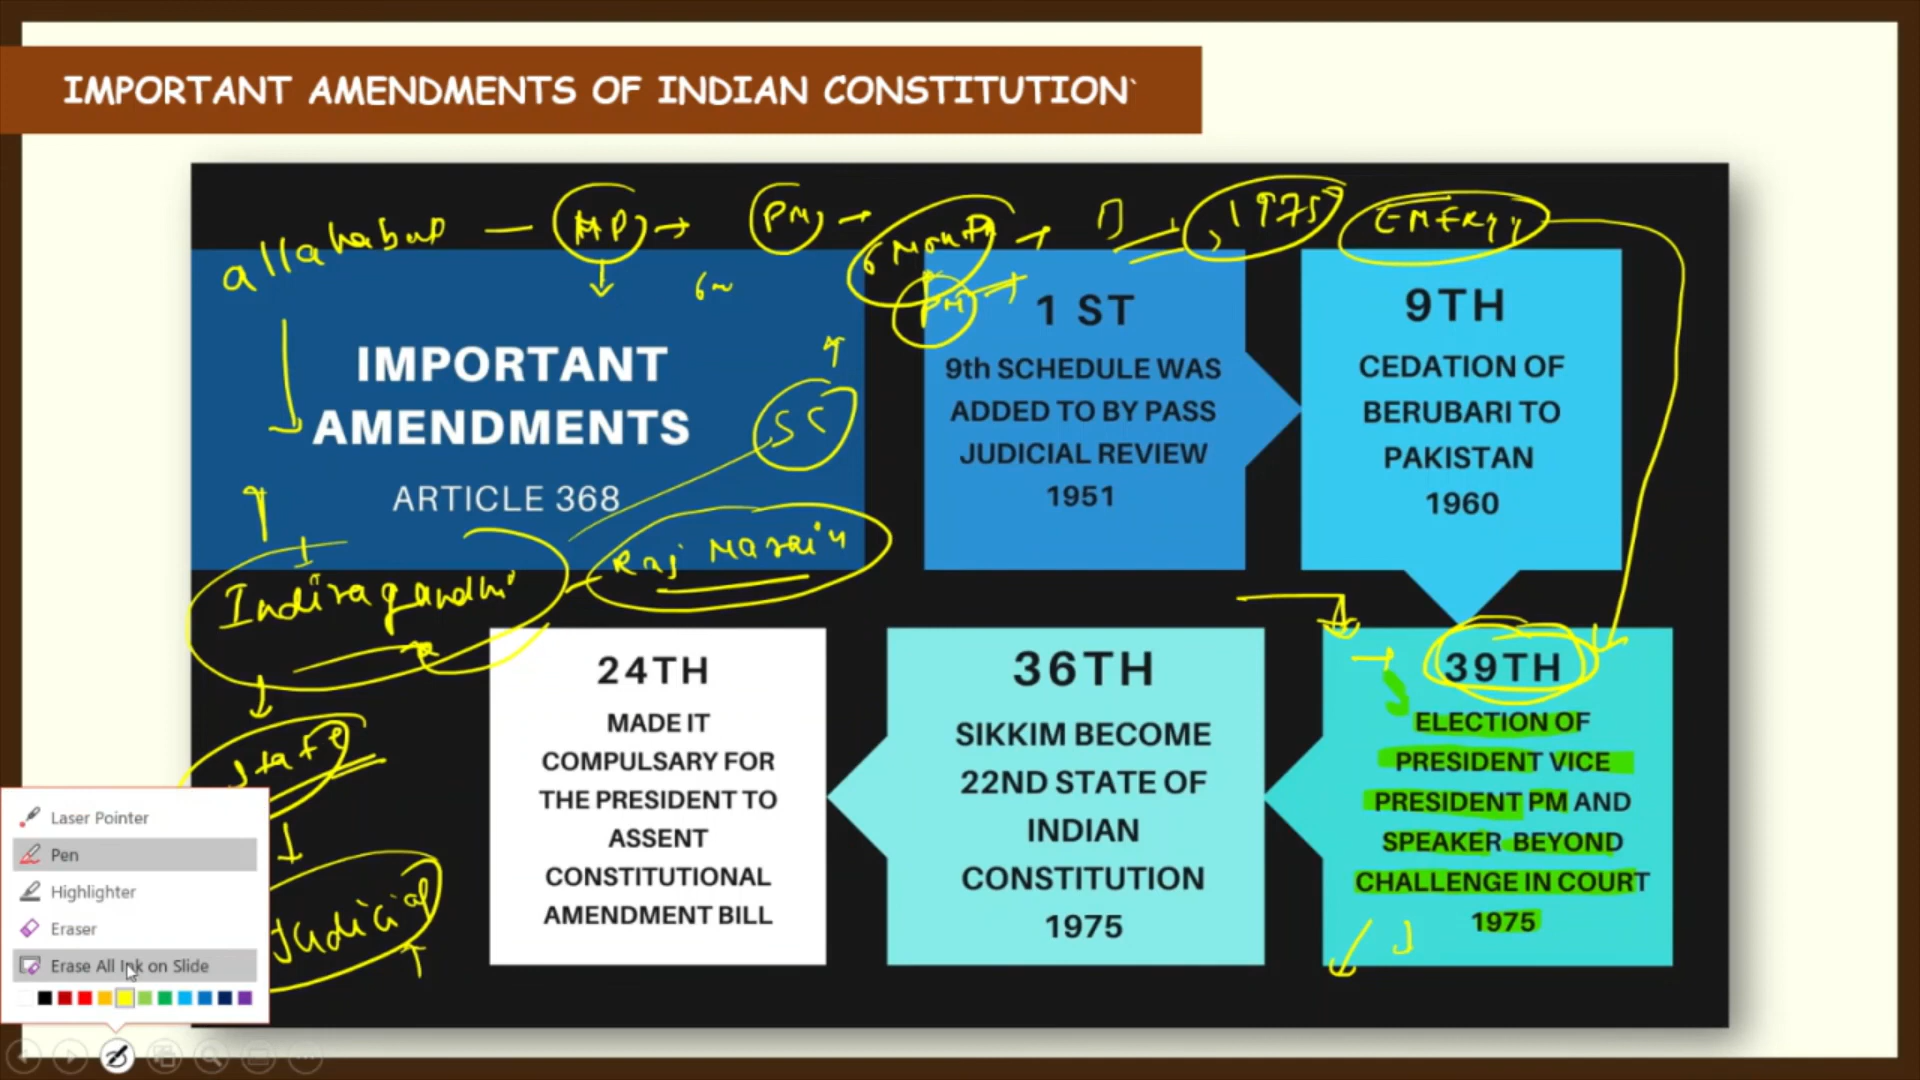 IMPORTANT AMENDMENTS OF INDIAN CONSTITUTION`
allahabad — MP → PM → 6 Month → 1975 EMErgy
6m
PM
IMPORTANT
AMENDMENTS
ARTICLE 368
SC
Raj Narain
Indira gandhi
State
Judicial
1 ST
9th SCHEDULE WAS
ADDED TO BY PASS
JUDICIAL REVIEW
1951
9TH
CEDATION OF
BERUBARI TO
PAKISTAN
1960
24TH
MADE IT
COMPULSARY FOR
THE PRESIDENT TO
ASSENT
CONSTITUTIONAL
AMENDMENT BILL
36TH
SIKKIM BECOME
22ND STATE OF
INDIAN
CONSTITUTION
1975
39TH
ELECTION OF
PRESIDENT VICE
PRESIDENT PM AND
SPEAKER BEYOND
CHALLENGE IN COURT
1975
Laser Pointer
Pen
Highlighter
Eraser
Erase All Ink on Slide